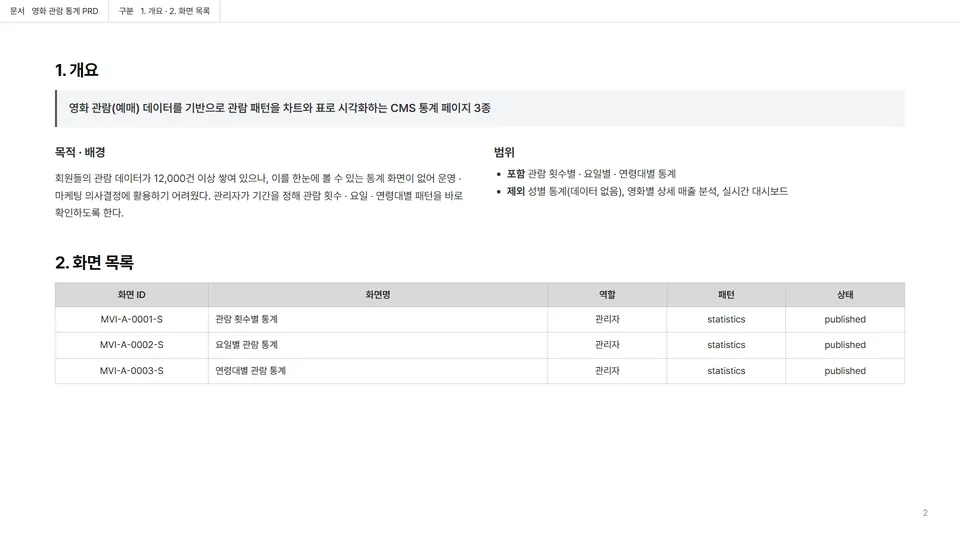 문서 영화 관람 통계 PRD 구분 1. 개요 · 2. 화면 목록
1. 개요
영화 관람(예매) 데이터를 기반으로 관람 패턴을 차트와 표로 시각화하는 CMS 통계 페이지 3종
목적 · 배경
회원들의 관람 데이터가 12,000건 이상 쌓여 있으나, 이를 한눈에 볼 수 있는 통계 화면이 없어 운영 ·
마케팅 의사결정에 활용하기 어려웠다. 관리자가 기간을 정해 관람 횟수 · 요일 · 연령대별 패턴을 바로
확인하도록 한다.
범위
• 포함 관람 횟수별 · 요일별 · 연령대별 통계
• 제외 성별 통계(데이터 없음), 영화별 상세 매출 분석, 실시간 대시보드
2. 화면 목록
화면 ID 화면명 역할 패턴 상태
MVI-A-0001-S 관람 횟수별 통계 관리자 statistics published
MVI-A-0002-S 요일별 관람 통계 관리자 statistics published
MVI-A-0003-S 연령대별 관람 통계 관리자 statistics published
2